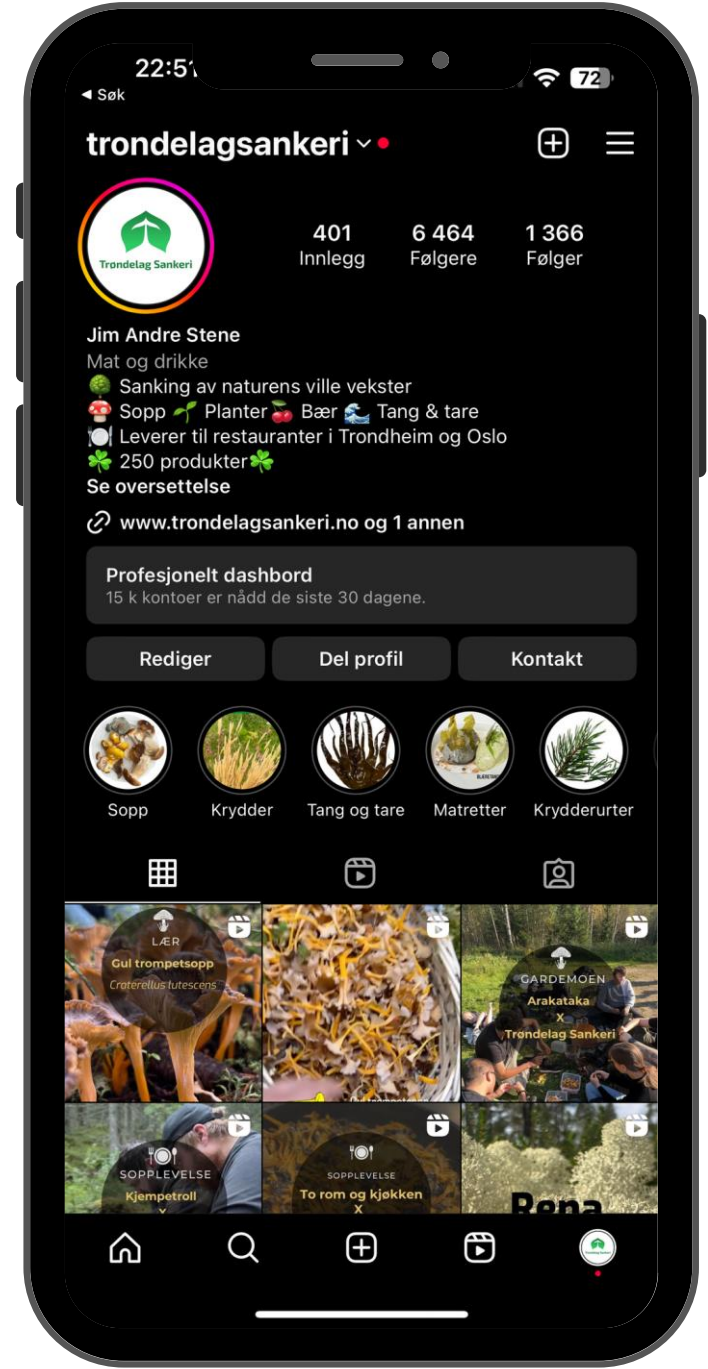 22:51
72
◀ Søk
trondelagsankeri
Trøndelag Sankeri
401
Innlegg
6 464
Følgere
1 366
Følger
Jim Andre Stene
Mat og drikke
🌳 Sanking av naturens ville vekster
🍄 Sopp 🌱 Planter 🍒 Bær 🌊 Tang & tare
🍽️ Leverer til restauranter i Trondheim og Oslo
☘️ 250 produkter☘️
Se oversettelse
www.trondelagsankeri.no og 1 annen
Profesjonelt dashbord
15 k kontoer er nådd de siste 30 dagene.
Rediger
Del profil
Kontakt
Sopp
Krydder
Tang og tare
Matretter
Krydderurter
LÆR
Gul trompetsopp
Craterellus lutescens
GARDEMOEN
Arakataka
X
Trøndelag Sankeri
SOPPLEVELSE
Kjempetroll
SOPPLEVELSE
To rom og kjøkken
X
Rena